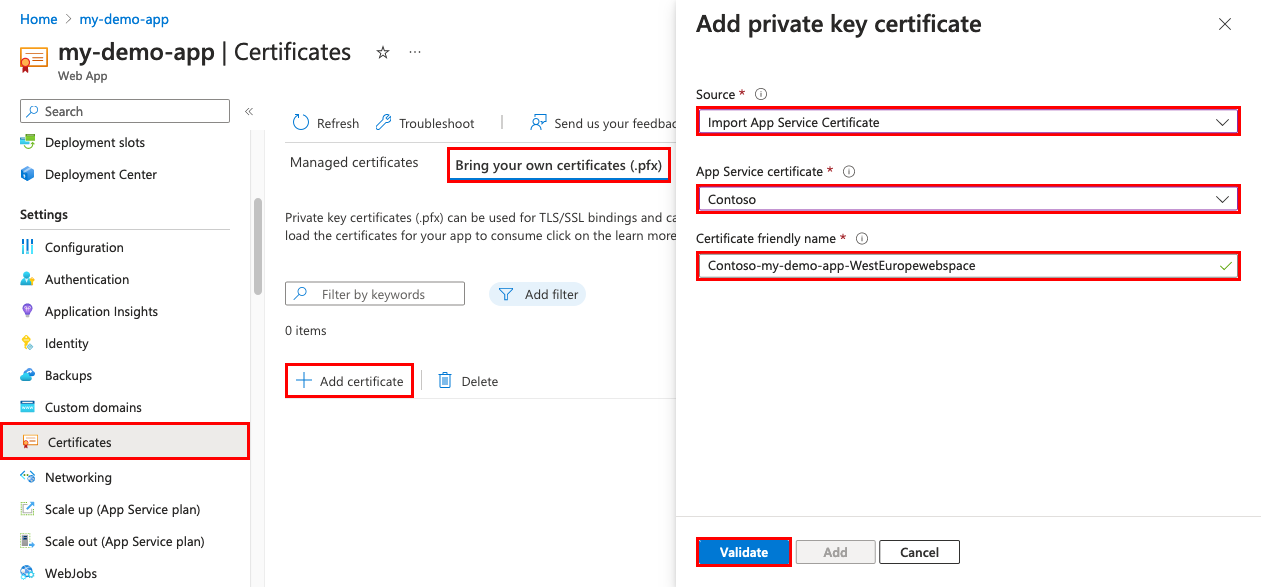 Home > my-demo-app
my-demo-app | Certificates
Web App
Search
Deployment slots
Deployment Center
Settings
Configuration
Authentication
Application Insights
Identity
Backups
Custom domains
Certificates
Networking
Scale up (App Service plan)
Scale out (App Service plan)
WebJobs
Refresh
Troubleshoot
Send us your feedbac
Managed certificates
Bring your own certificates (.pfx)
Private key certificates (.pfx) can be used for TLS/SSL bindings and ca
load the certificates for your app to consume click on the learn more
Filter by keywords
Add filter
0 items
Add certificate
Delete
Add private key certificate
Source *
Import App Service Certificate
App Service certificate *
Contoso
Certificate friendly name *
Contoso-my-demo-app-WestEuropewebspace
Validate
Add
Cancel